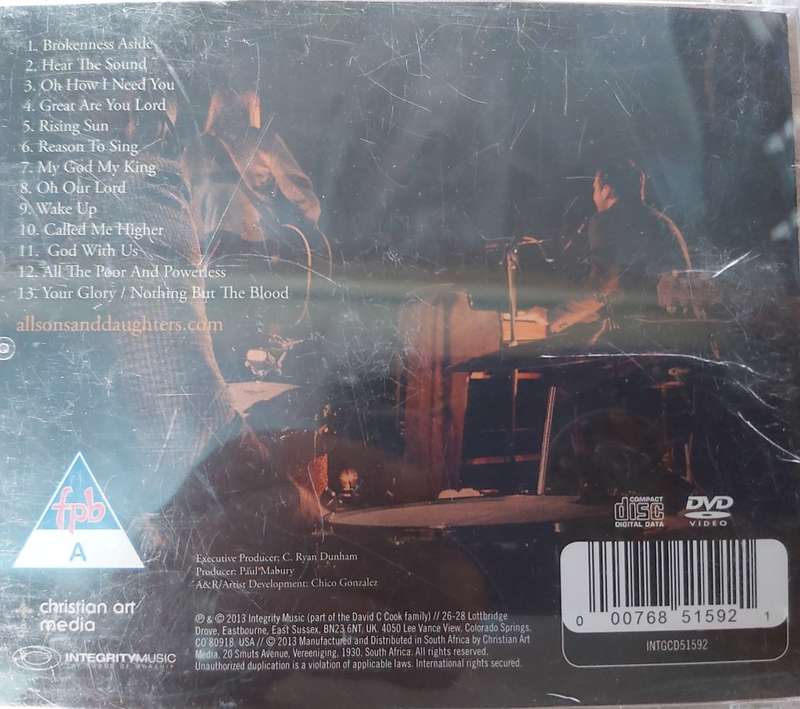 1. Brokenness Aside
2. Hear The Sound
3. Oh How I Need You
4. Great Are You Lord
5. Rising Sun
6. Reason To Sing
7. My God My King
8. Oh Our Lord
9. Wake Up
10. Called Me Higher
11. God With Us
12. All The Poor And Powerless
13. Your Glory / Nothing But The Blood
allsonsanddaughters.com
fpb
A
COMPACT
disc
DIGITAL DATA
DVD
VIDEO
Executive Producer: C. Ryan Dunham
Producer: Paul Mabury
A&R/Artist Development: Chico Gonzalez
christian art
media
INTEGRITYMUSIC
℗ & © 2013 Integrity Music (part of the David C Cook family) // 26-28 Lottbridge
Drove, Eastbourne, East Sussex, BN23 6NT, UK. 4050 Lee Vance View, Colorado Springs,
CO 80918. USA // © 2013 Manufactured and Distributed in South Africa by Christian Art
Media. 20 Smuts Avenue, Vereeniging, 1930, South Africa. All rights reserved.
Unauthorized duplication is a violation of applicable laws. International rights secured.
0 00768 51592 1
INTGCD51592